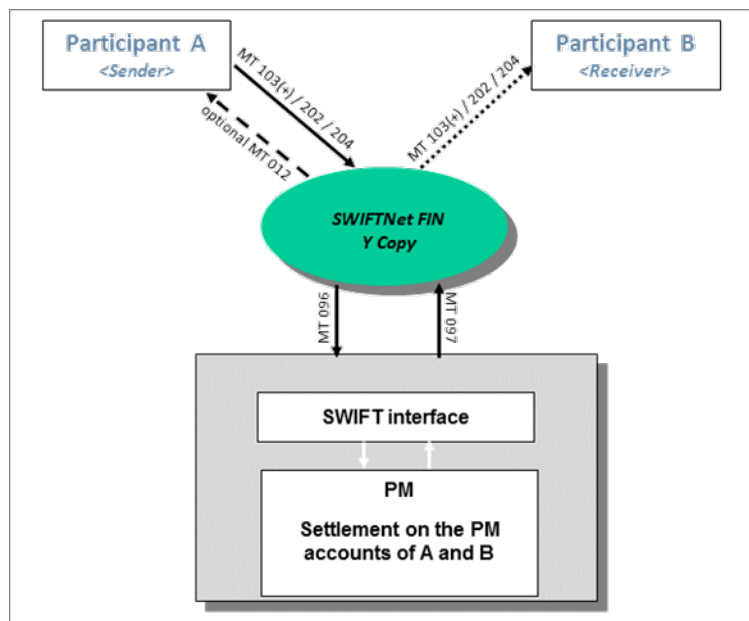 Participant A
<Sender>
Participant B
<Receiver>
MT 103(+) / 202 / 204
optional MT 012
MT 103(+) / 202 / 204
SWIFTNet FIN
Y Copy
MT 096
MT 097
SWIFT interface
PM
Settlement on the PM
accounts of A and B